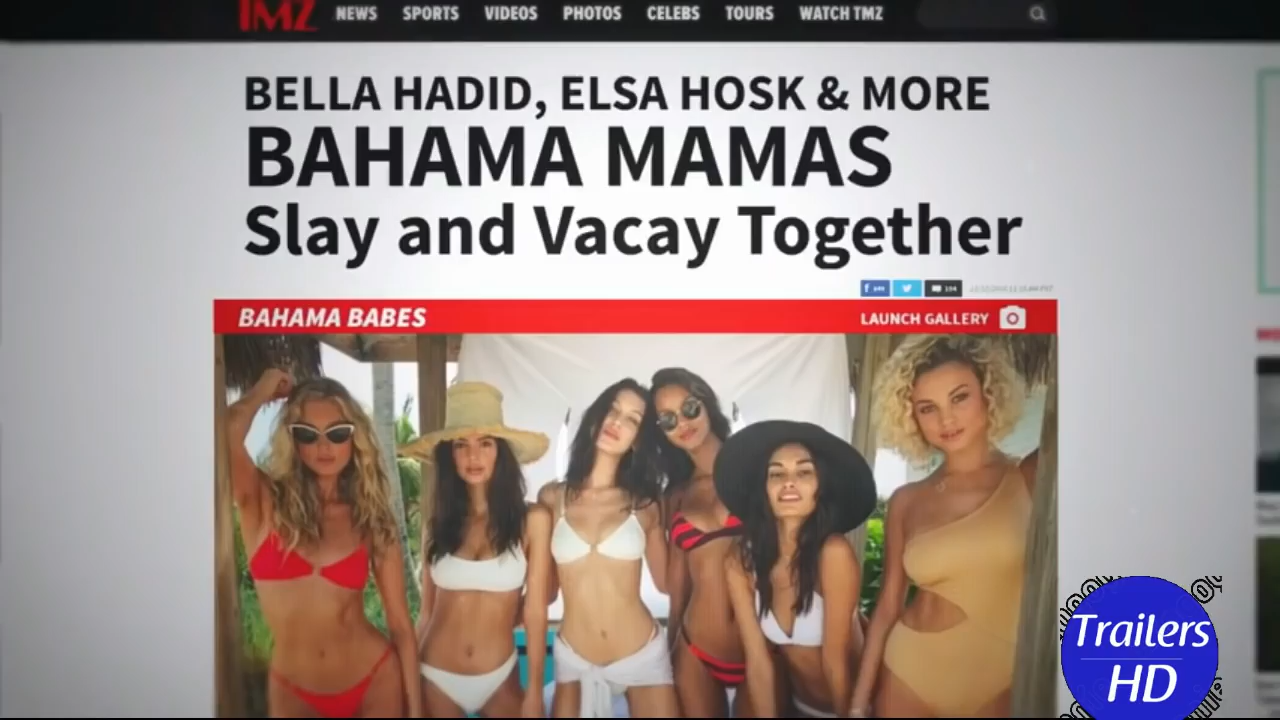 TMZ NEWS SPORTS VIDEOS PHOTOS CELEBS TOURS WATCH TMZ
BELLA HADID, ELSA HOSK & MORE
BAHAMA MAMAS
Slay and Vacay Together
BAHAMA BABES LAUNCH GALLERY
Trailers
HD